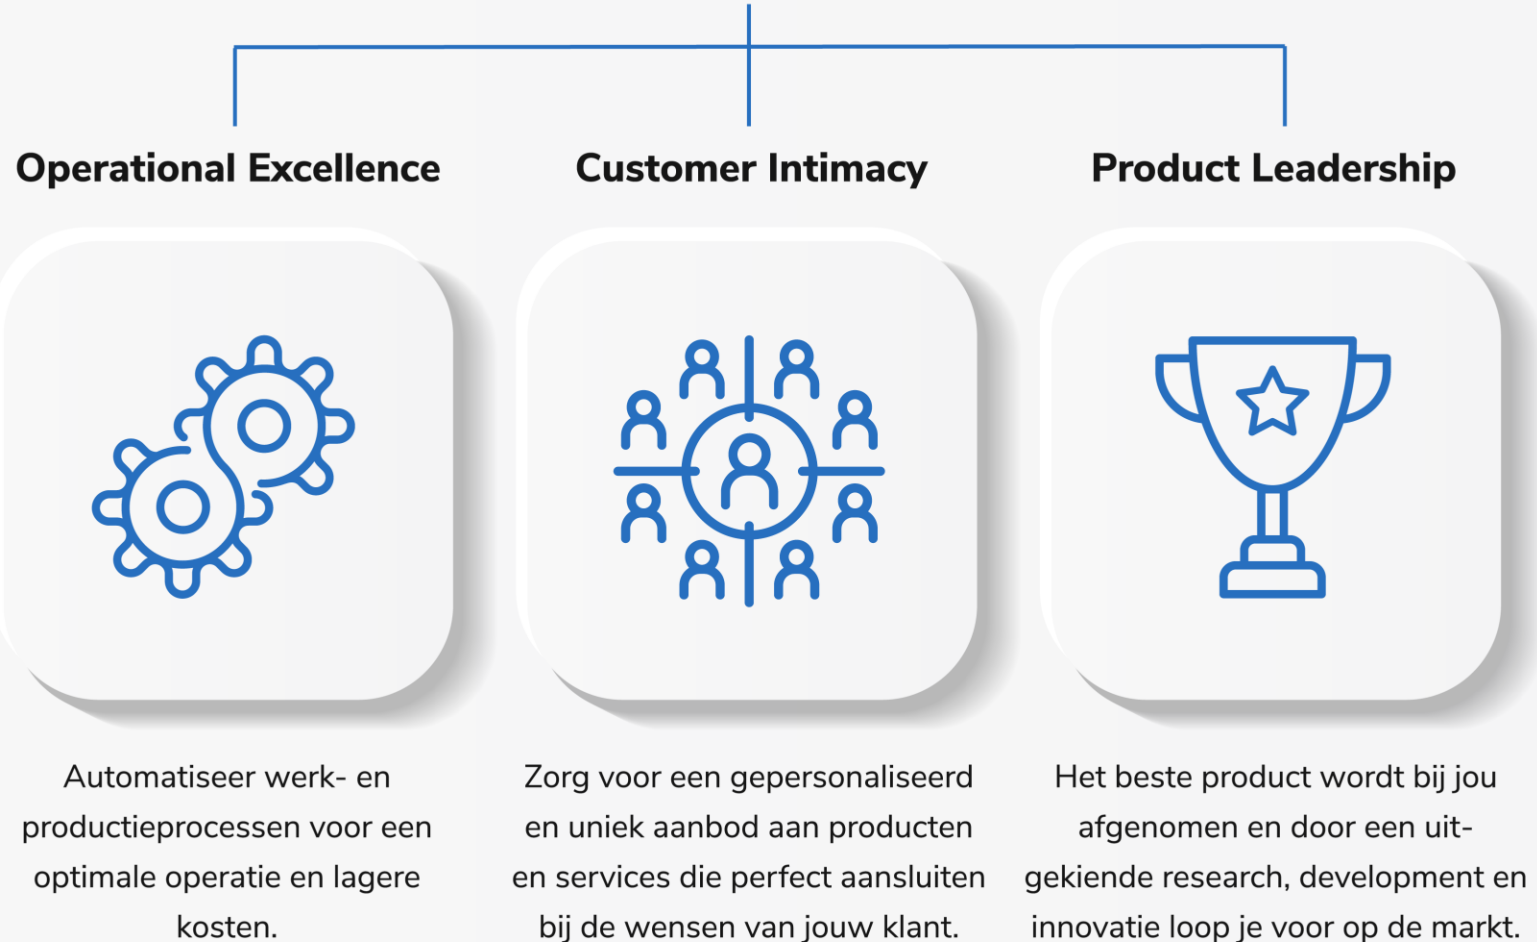 Operational Excellence
Customer Intimacy
Product Leadership
Automatiseer werk- en
productieprocessen voor een
optimale operatie en lagere
kosten.
Zorg voor een gepersonaliseerd
en uniek aanbod aan producten
en services die perfect aansluiten
bij de wensen van jouw klant.
Het beste product wordt bij jou
afgenomen en door een uit-
gekiende research, development en
innovatie loop je voor op de markt.